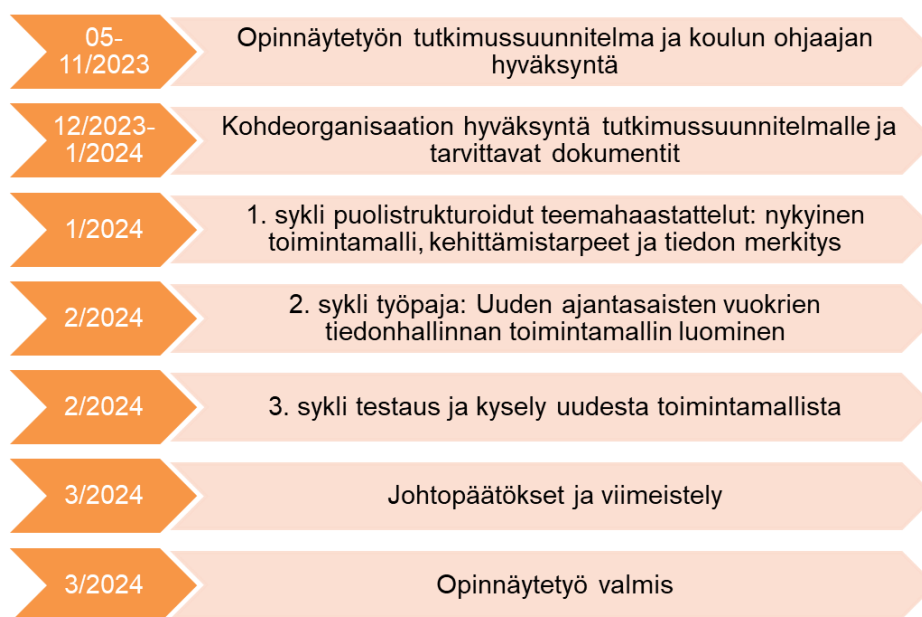 05-
11/2023
Opinnäytetyön tutkimussuunnitelma ja koulun ohjaajan
hyväksyntä
12/2023-
1/2024
Kohdeorganisaation hyväksyntä tutkimussuunnitelmalle ja
tarvittavat dokumentit
1/2024
1. sykli puolistrukturoidut teemahaastattelut: nykyinen
toimintamalli, kehittämistarpeet ja tiedon merkitys
2/2024
2. sykli työpaja: Uuden ajantasaisten vuokrien
tiedonhallinnan toimintamallin luominen
2/2024
3. sykli testaus ja kysely uudesta toimintamallista
3/2024
Johtopäätökset ja viimeistely
3/2024
Opinnäytetyö valmis